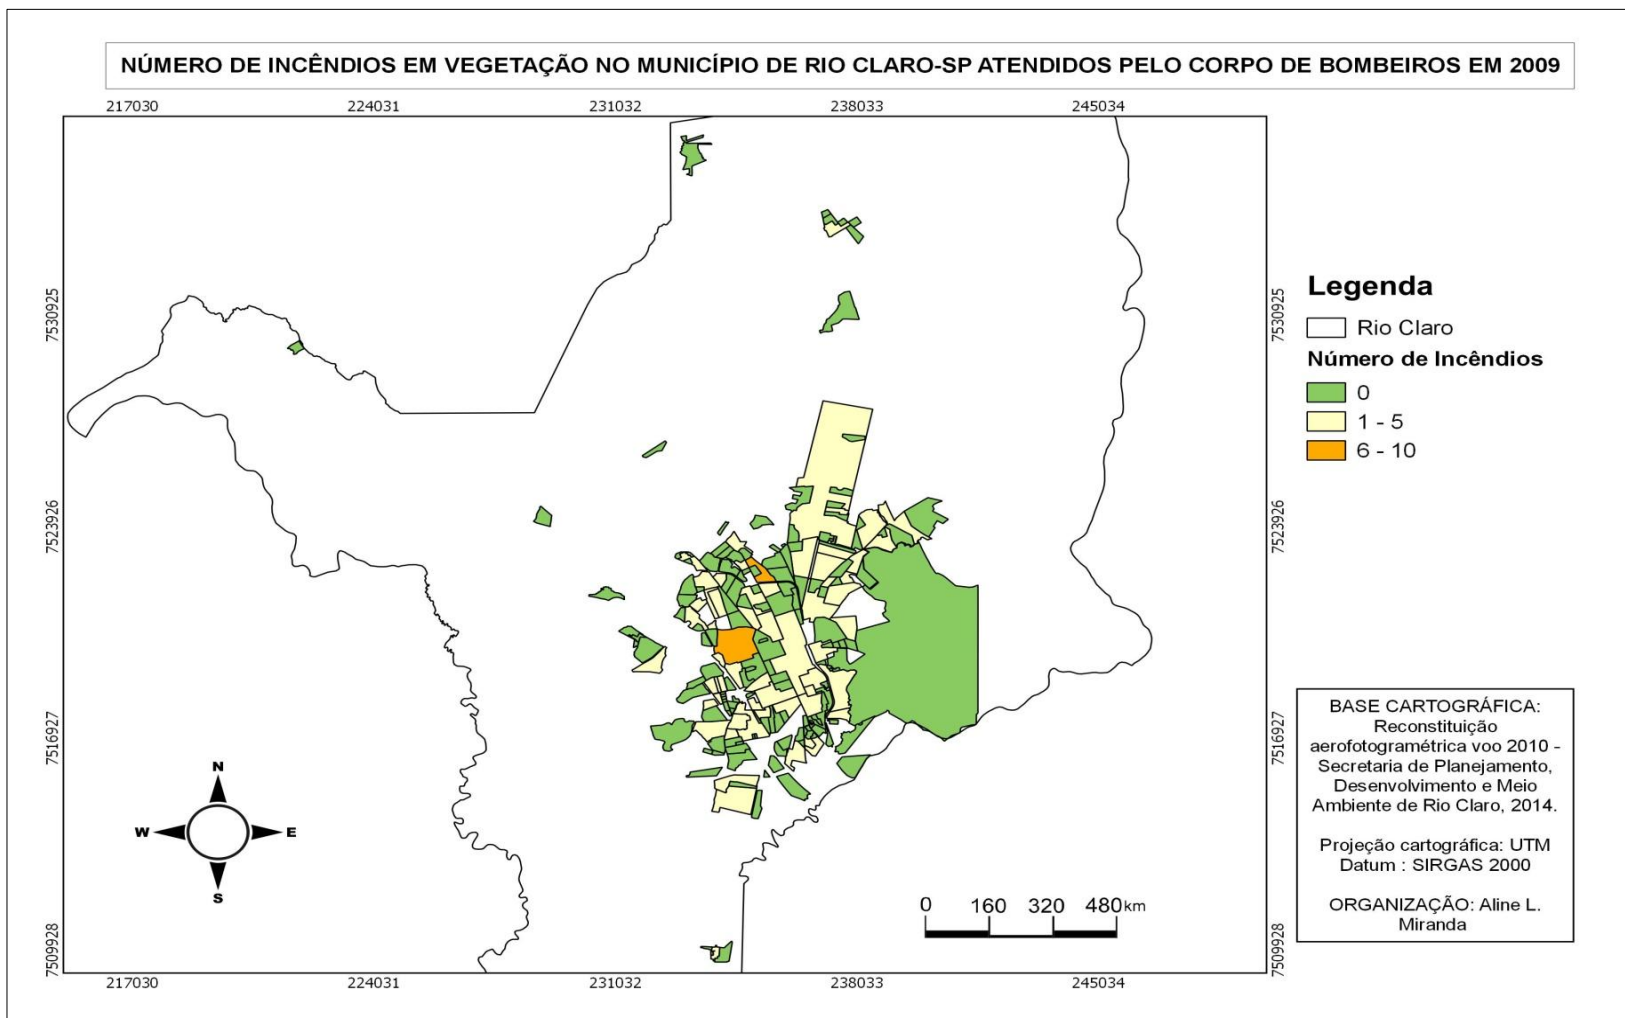 NÚMERO DE INCÊNDIOS EM VEGETAÇÃO NO MUNICÍPIO DE RIO CLARO-SP ATENDIDOS PELO CORPO DE BOMBEIROS EM 2009
217030 224031 231032 238033 245034
7530925 7530925
7523926 7523926
7516927 7516927
7509928 7509928
Legenda
Rio Claro
Número de Incêndios
0
1 - 5
6 - 10
N
W E
S
0 160 320 480 km
BASE CARTOGRÁFICA:
Reconstituição
aerofotogramétrica voo 2010 -
Secretaria de Planejamento,
Desenvolvimento e Meio
Ambiente de Rio Claro, 2014.
Projeção cartográfica: UTM
Datum : SIRGAS 2000
ORGANIZAÇÃO: Aline L.
Miranda
217030 224031 231032 238033 245034